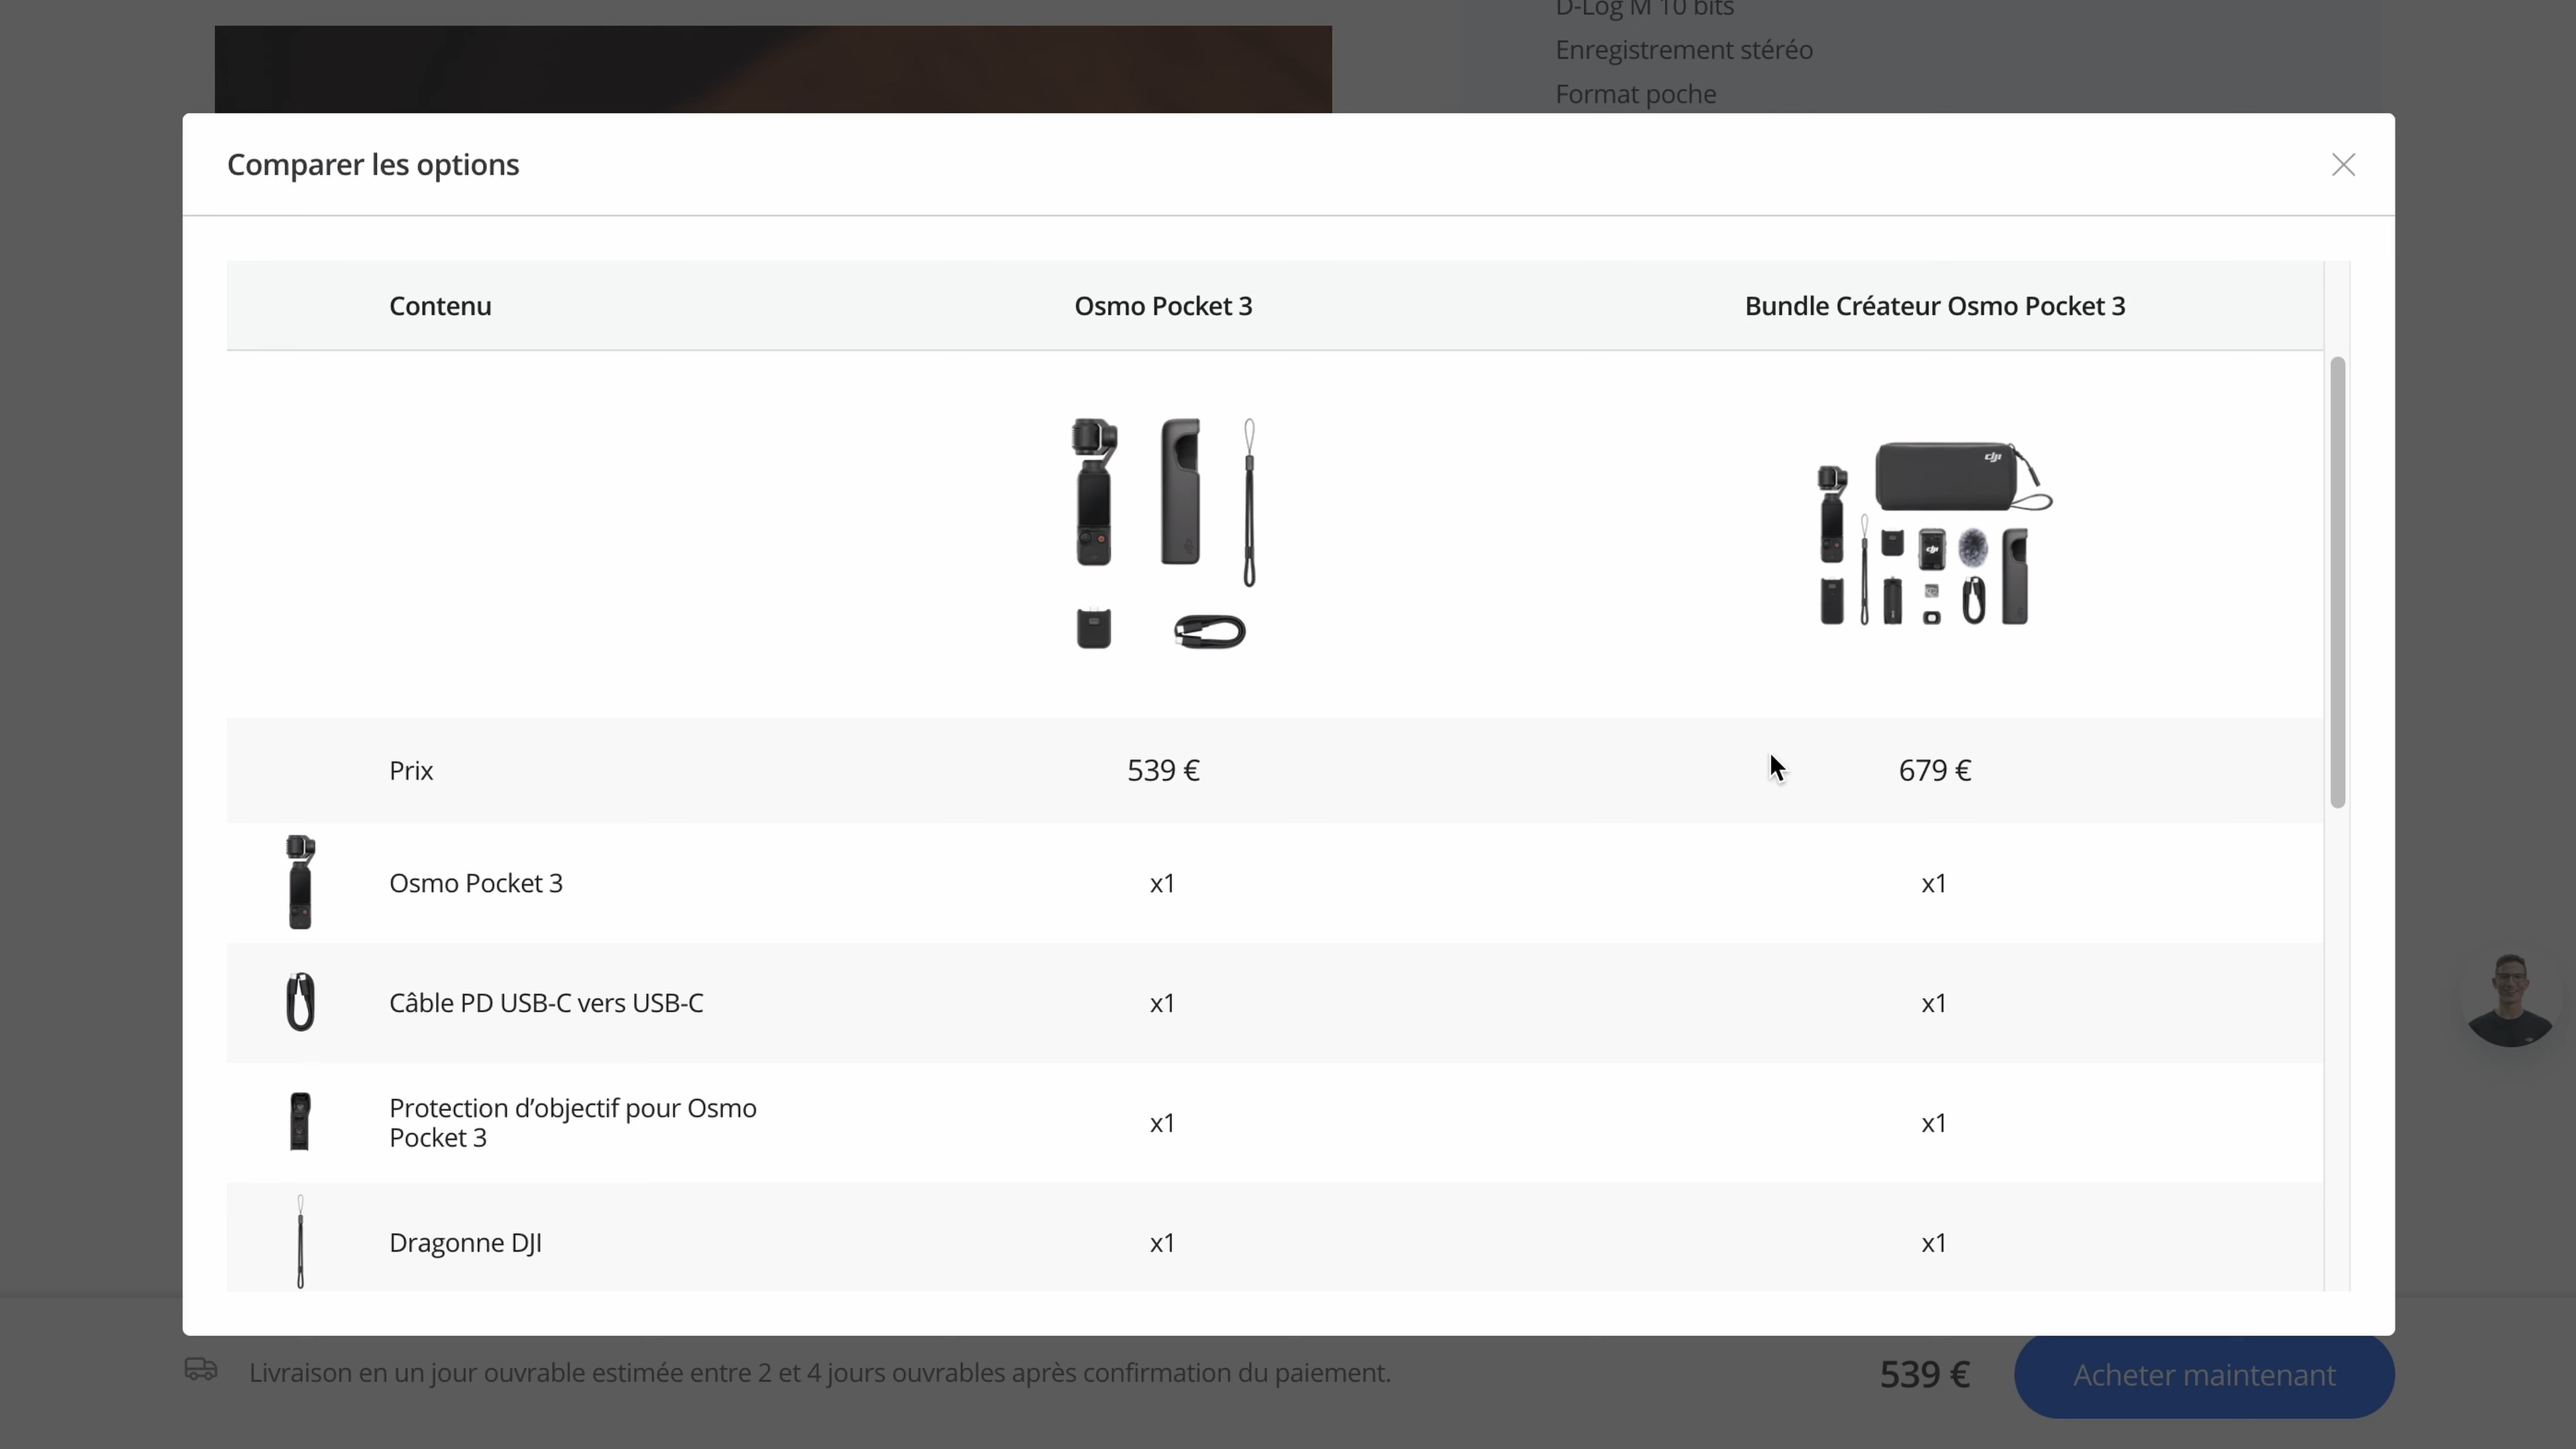 D-Log M 10 bits
Enregistrement stéréo
Format poche
Comparer les options
Contenu
Osmo Pocket 3
Bundle Créateur Osmo Pocket 3
dji
dji
Prix
539 €
679 €
Osmo Pocket 3
x1
x1
Câble PD USB-C vers USB-C
x1
x1
Protection d’objectif pour Osmo
Pocket 3
x1
x1
Dragonne DJI
x1
x1
Livraison en un jour ouvrable estimée entre 2 et 4 jours ouvrables après confirmation du paiement.
539 €
Acheter maintenant